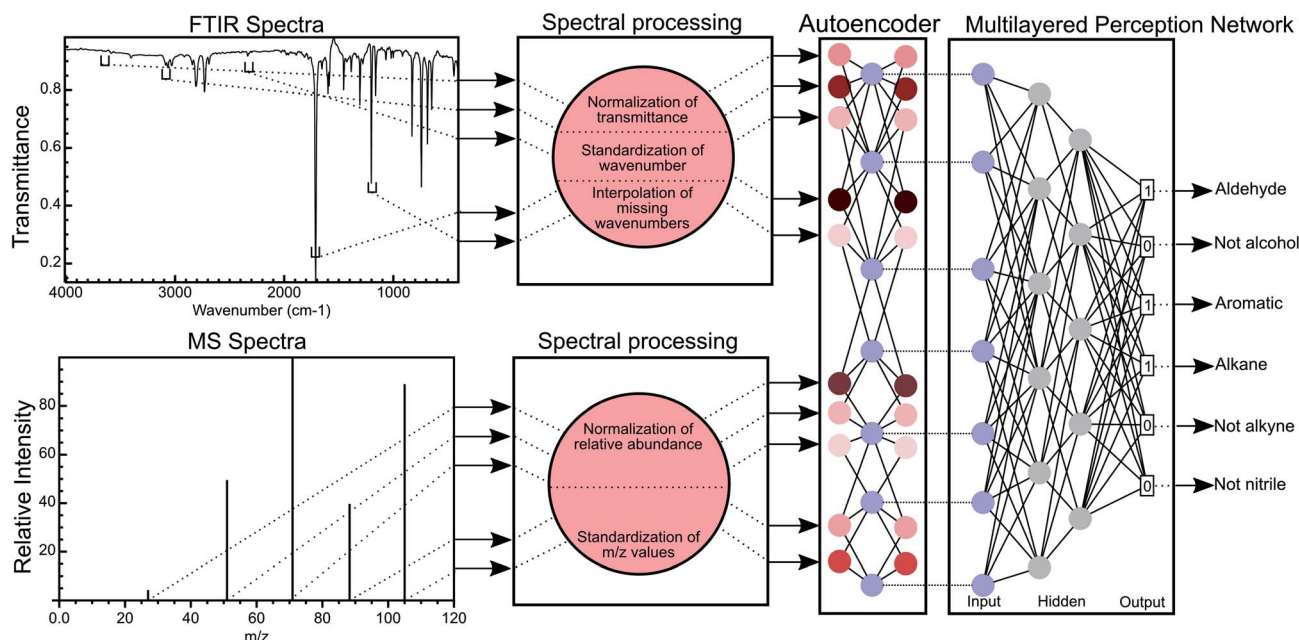 FTIR Spectra
Spectral processing
Autoencoder
Multilayered Perception Network
Transmittance
0.8
0.6
0.4
0.2
4000
3000
2000
1000
Wavenumber (cm-1)
Normalization of
transmittance
Standardization of
wavenumber
Interpolation of
missing
wavenumbers
MS Spectra
Spectral processing
Relative Intensity
80
60
40
20
0.0
20
40
60
80
100
120
m/z
Normalization of
relative abundance
Standardization of
m/z values
1
Aldehyde
0
Not alcohol
1
Aromatic
1
Alkane
0
Not alkyne
0
Not nitrile
Input
Hidden
Output